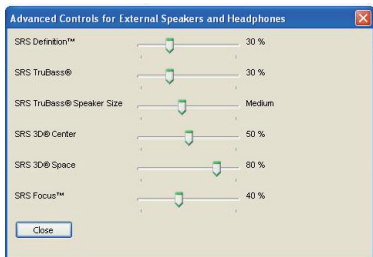 Advanced Controls for External Speakers and Headphones
SRS Definition™ 30 %
SRS TruBass® 30 %
SRS TruBass® Speaker Size Medium
SRS 3D® Center 50 %
SRS 3D® Space 80 %
SRS Focus™ 40 %
Close